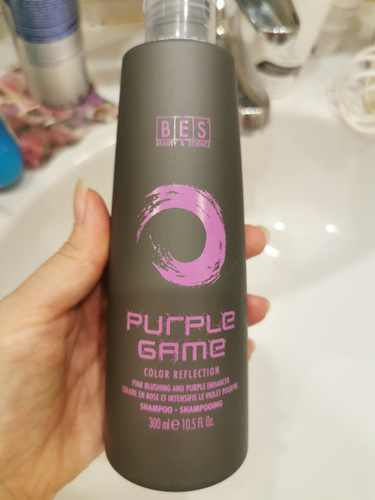 BES
BEAUTY & SCIENCE
PURPLE
GAME
COLOR REFLECTION
PINK BLUSHING AND PURPLE ENHANCER
COLORE EN ROSE ET INTENSIFIE LE VIOLET POURPRE
SHAMPOO - SHAMPOOING
300 ml e 10.5 Fl. Oz.